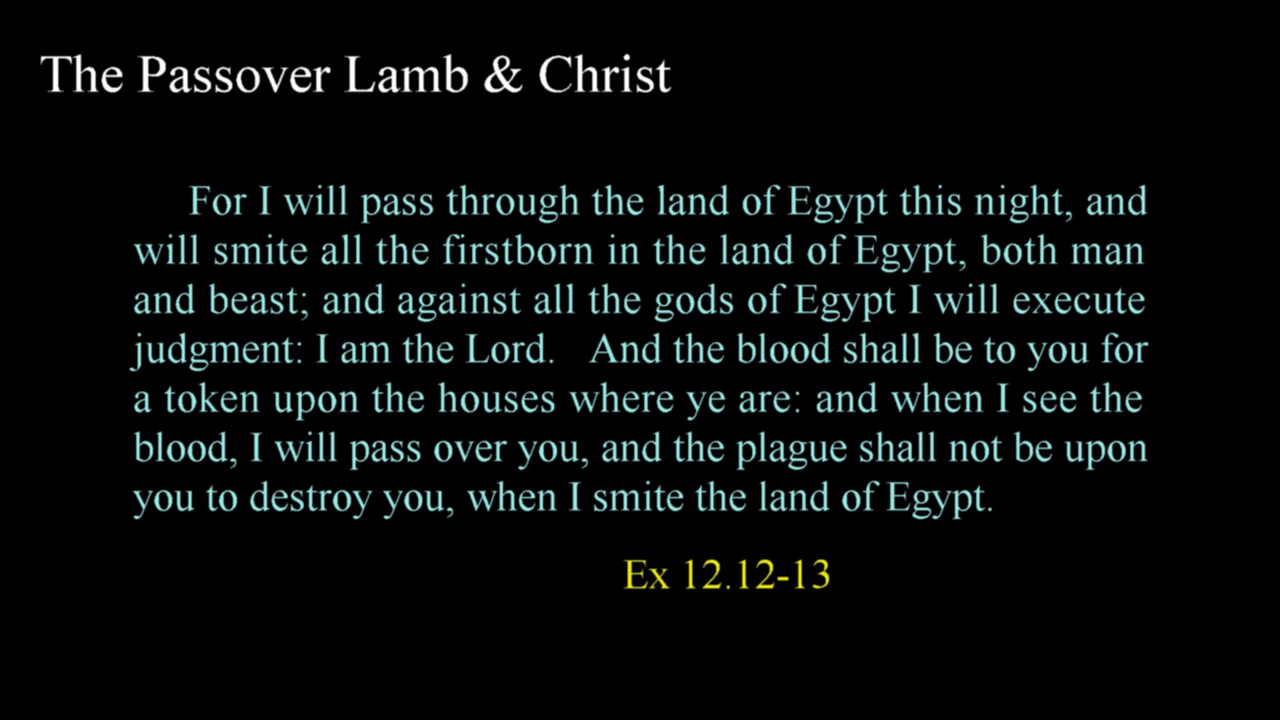 The Passover Lamb & Christ
For I will pass through the land of Egypt this night, and
will smite all the firstborn in the land of Egypt, both man
and beast; and against all the gods of Egypt I will execute
judgment: I am the Lord. And the blood shall be to you for
a token upon the houses where ye are: and when I see the
blood, I will pass over you, and the plague shall not be upon
you to destroy you, when I smite the land of Egypt.
Ex 12.12-13